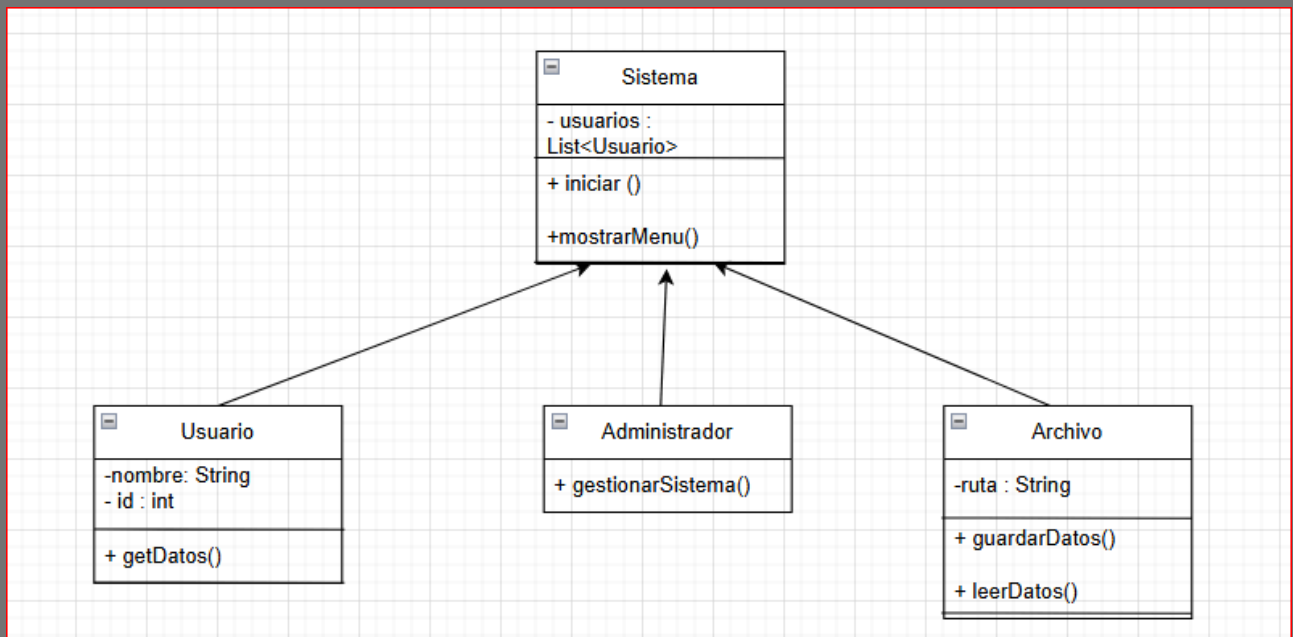 Sistema
- usuarios :
List<Usuario>
+ iniciar ()
+mostrarMenu()
Usuario
-nombre: String
- id : int
+ getDatos()
Administrador
+ gestionarSistema()
Archivo
-ruta : String
+ guardarDatos()
+ leerDatos()